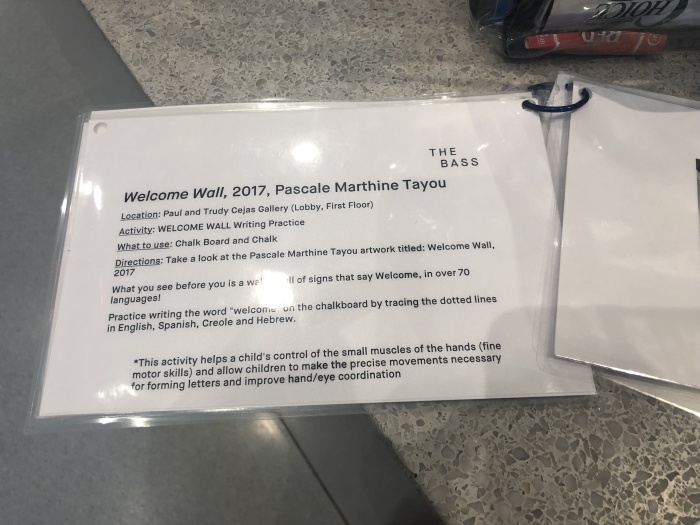 THE
BASS
Welcome Wall, 2017, Pascale Marthine Tayou
Location: Paul and Trudy Cejas Gallery (Lobby, First Floor)
Activity: WELCOME WALL Writing Practice
What to use: Chalk Board and Chalk
Directions: Take a look at the Pascale Marthine Tayou artwork titled: Welcome Wall,
2017
What you see before you is a of signs that say Welcome, in over 70
languages!
Practice writing the word "welcome" on the chalkboard by tracing the dotted lines
in English, Spanish, Creole and Hebrew.
*This activity helps a child's control of the small muscles of the hands (fine
motor skills) and allow children to make the precise movements necessary
for forming letters and improve hand/eye coordination
HOICE
RED